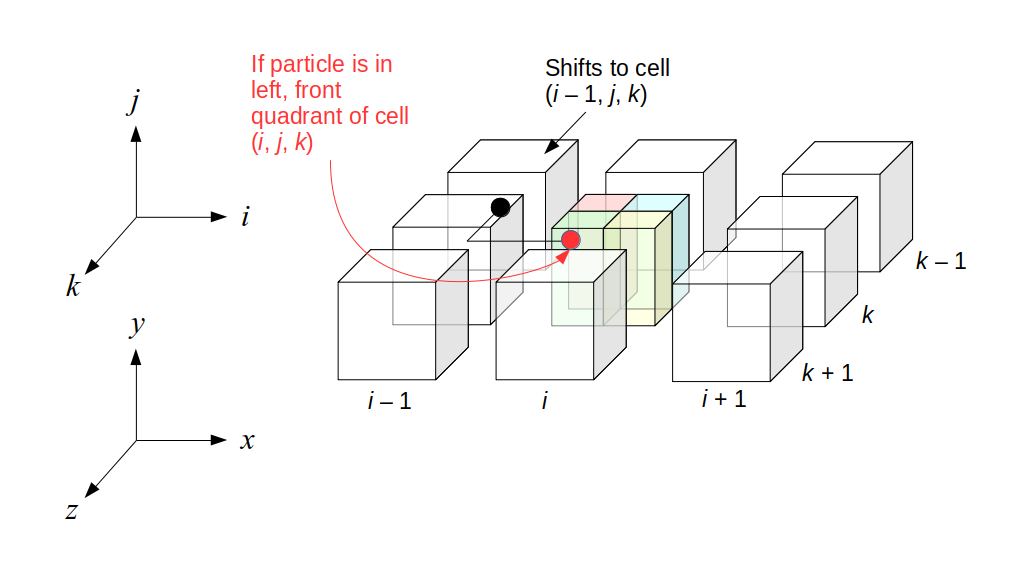 If particle is in
left, front
quadrant of cell
(i, j, k)
Shifts to cell
(i – 1, j, k)
j
i
k
y
x
z
k – 1
k
k + 1
i – 1
i
i + 1